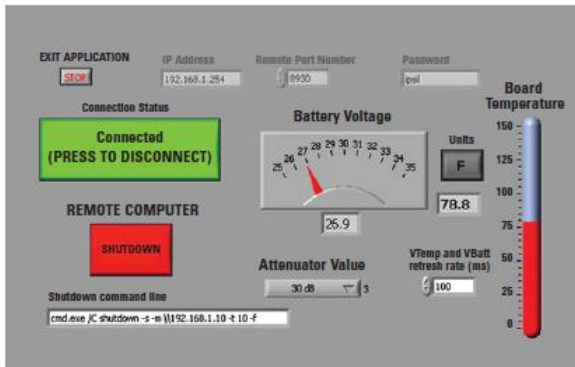 EXIT APPLICATION
STOP
IP Address
192.168.1.254
Remote Port Number
8930
Password
ipsl
Connection Status
Connected
(PRESS TO DISCONNECT)
Battery Voltage
25 26 27 28 29 30 31 32 33 34 35
26.9
Units
F
78.8
Board
Temperature
150
125
100
75
50
25
0
REMOTE COMPUTER
SHUTDOWN
Attenuator Value
30 dB
3
VTemp and VBatt
refresh rate (ms)
100
Shutdown command line
cmd.exe /C shutdown -s -m \\192.168.1.10 -t 10 -f